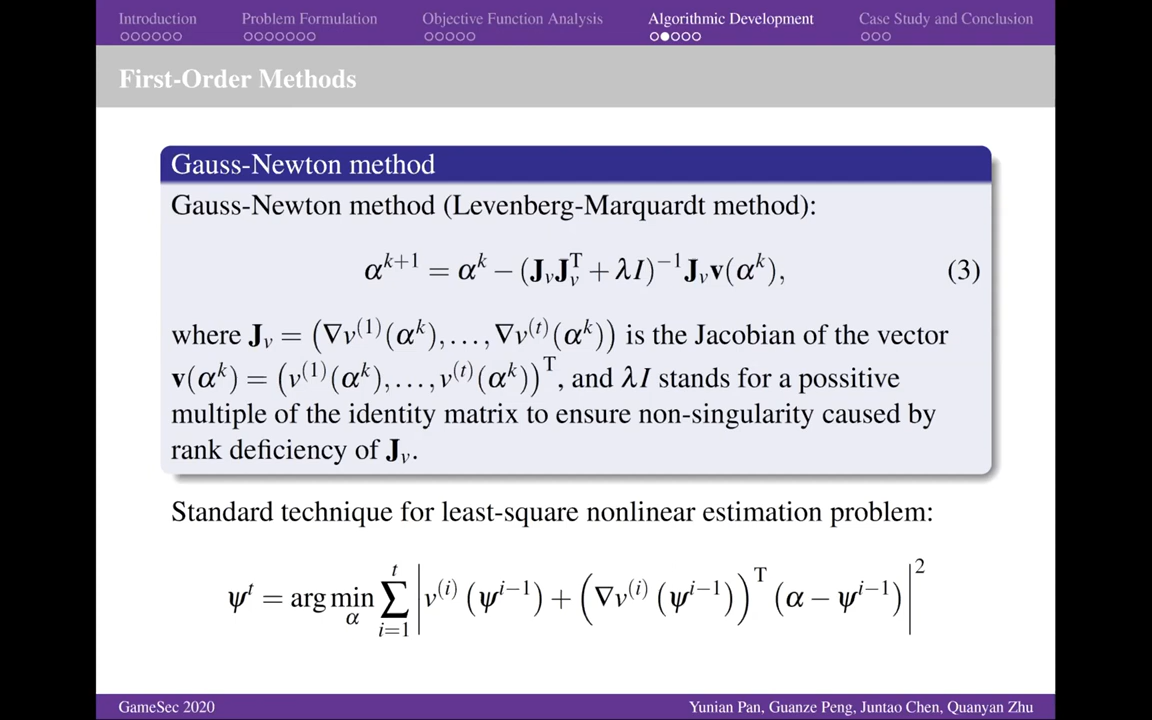 Introduction Problem Formulation Objective Function Analysis Algorithmic Development Case Study and Conclusion
First-Order Methods
Gauss-Newton method
Gauss-Newton method (Levenberg-Marquardt method):
α^{k+1} = α^k − (J_v J_v^T + λI)^{−1} J_v v(α^k), (3)
where J_v = (∇v^{(1)}(α^k), . . . , ∇v^{(t)}(α^k)) is the Jacobian of the vector
v(α^k) = (v^{(1)}(α^k), . . . , v^{(t)}(α^k))^T, and λI stands for a possitive
multiple of the identity matrix to ensure non-singularity caused by
rank deficiency of J_v.
Standard technique for least-square nonlinear estimation problem:
ψ^t = arg min_α ∑_{i=1}^t |v^{(i)} (ψ^{i−1}) + (∇v^{(i)} (ψ^{i−1}))^T (α − ψ^{i−1})|^2
GameSec 2020 Yunian Pan, Guanze Peng, Juntao Chen, Quanyan Zhu